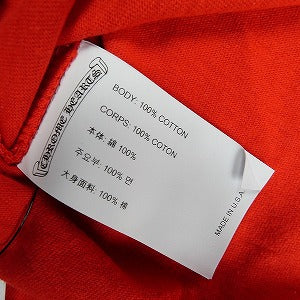 CHROME HEARTS
BODY: 100% COTTON
CORPS: 100% COTON
本体: 綿 100%
주요부: 100% 면
大身面料: 100% 棉
MADE IN U.S.A.